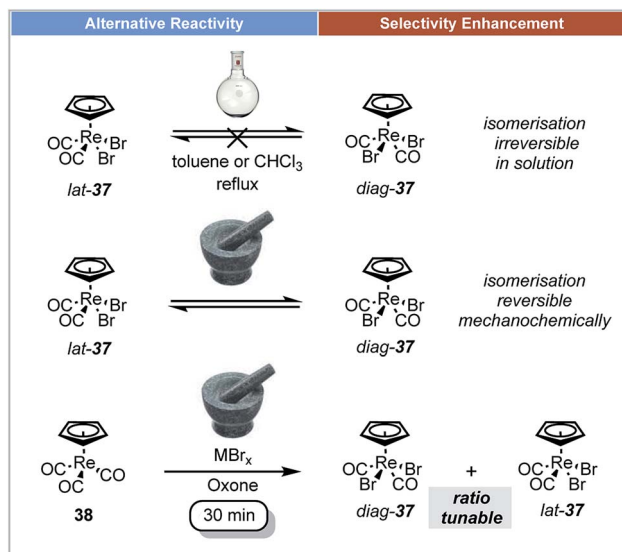 Alternative Reactivity
Selectivity Enhancement
OC Re Br
OC Br
lat-37
toluene or CHCl3
reflux
OC Re Br
Br CO
diag-37
isomerisation
irreversible
in solution
OC Re Br
OC Br
lat-37
OC Re Br
Br CO
diag-37
isomerisation
reversible
mechanochemically
OC Re CO
OC
38
MBrx
Oxone
30 min
OC Re Br
Br CO
diag-37
+
ratio
tunable
OC Re Br
OC Br
lat-37